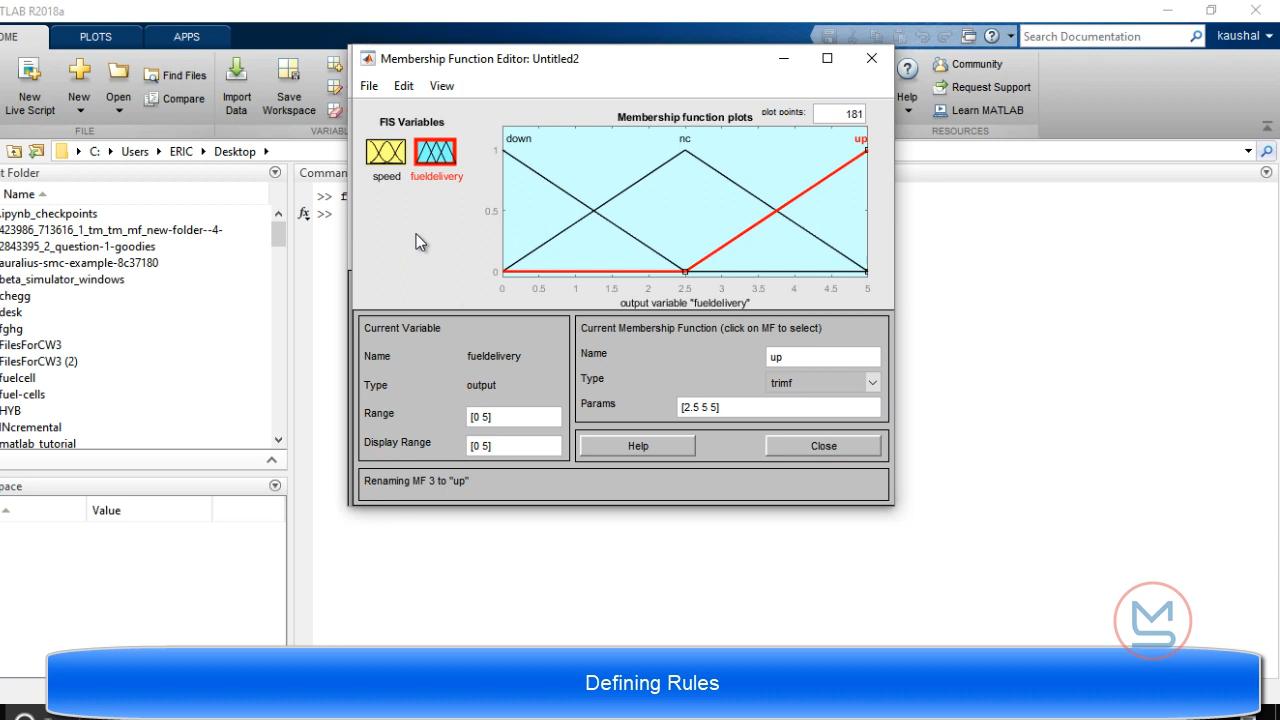 TLAB R2018a
OME PLOTS APPS
Search Documentation
kaushal
New
Live Script
New
Open
Find Files
Compare
Import
Data
Save
Workspace
FILE
VARIABL
Help
Community
Request Support
Learn MATLAB
RESOURCES
C: Users ERIC Desktop
t Folder
Name
.ipynb_checkpoints
423986_713616_1_tm_tm_mf_new-folder--4-
2843395_2_question-1-goodies
auralius-smc-example-8c37180
beta_simulator_windows
chegg
desk
fghg
FilesForCW3
FilesForCW3 (2)
fuelcell
fuel-cells
HYB
INcremental
matlab_tutorial
pace
Value
Comman
>> f
fx >>
Membership Function Editor: Untitled2
File Edit View
FIS Variables
speed fueldelivery
Membership function plots
plot points: 181
down nc up
1
0.5
0
0 0.5 1 1.5 2 2.5 3 3.5 4 4.5 5
output variable "fueldelivery"
Current Variable
Name fueldelivery
Type output
Range [0 5]
Display Range [0 5]
Current Membership Function (click on MF to select)
Name up
Type trimf
Params [2.5 5 5]
Help Close
Renaming MF 3 to "up"
Defining Rules